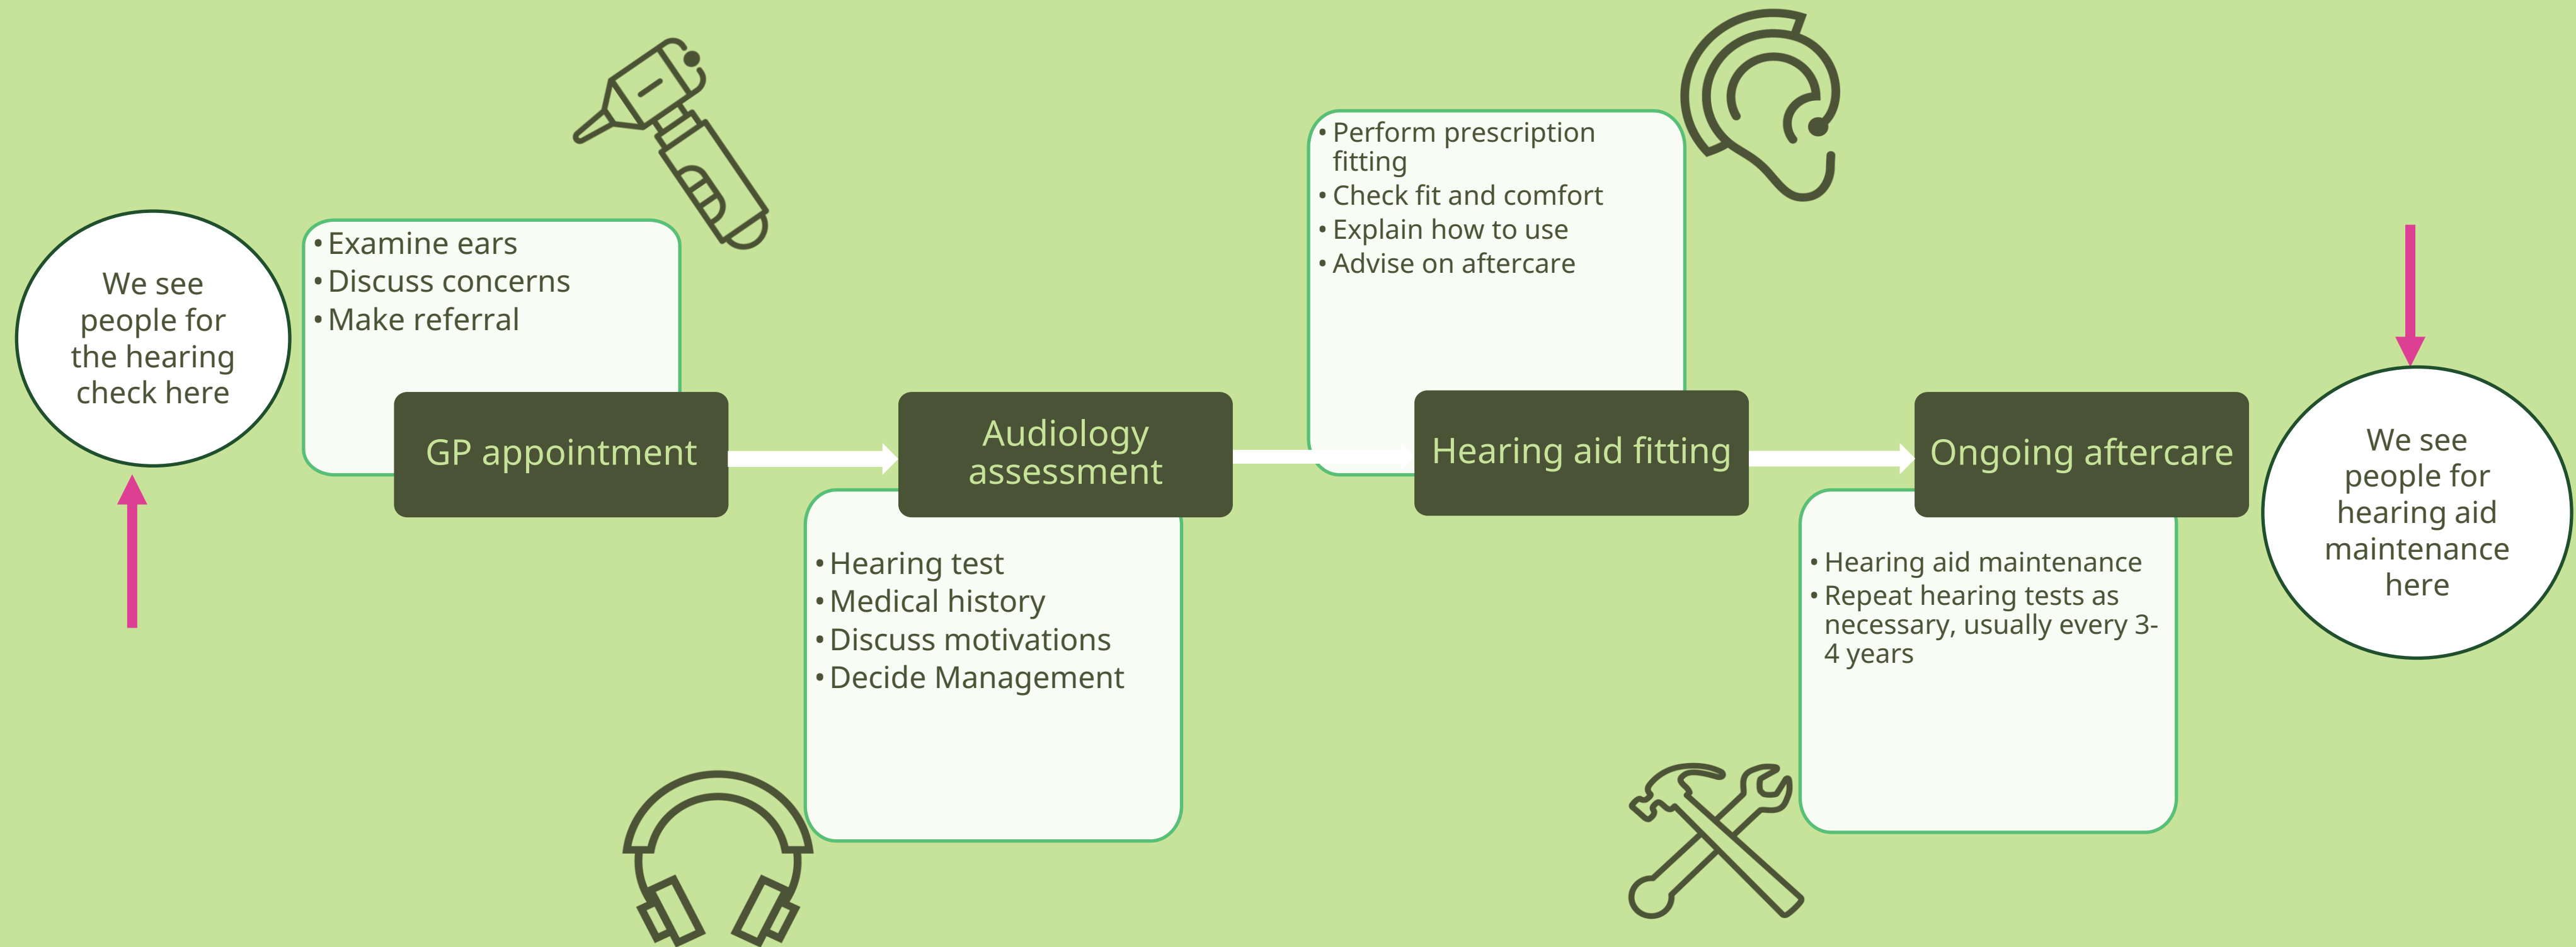 We see
people for
the hearing
check here
• Examine ears
• Discuss concerns
• Make referral
GP appointment
Audiology
assessment
• Hearing test
• Medical history
• Discuss motivations
• Decide Management
• Perform prescription
fitting
• Check fit and comfort
• Explain how to use
• Advise on aftercare
Hearing aid fitting
Ongoing aftercare
• Hearing aid maintenance
• Repeat hearing tests as
necessary, usually every 3-
4 years
We see
people for
hearing aid
maintenance
here